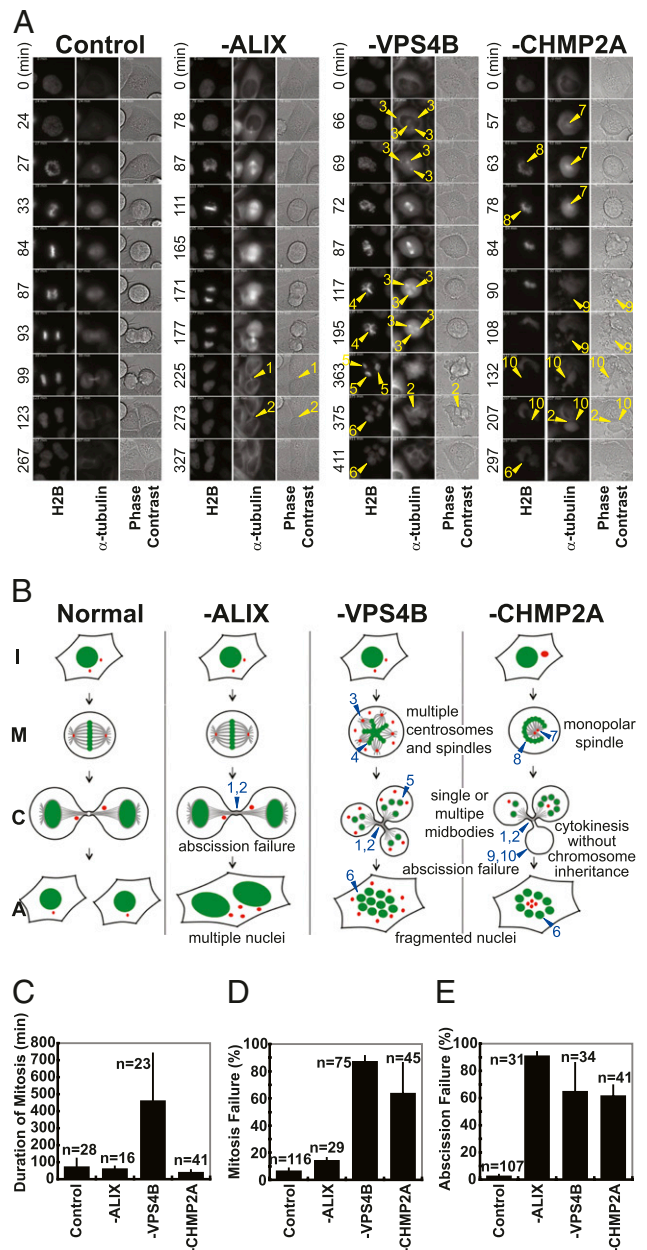 A
Control
-ALIX
-VPS4B
-CHMP2A
0 (min)
24
27
33
84
87
93
99
123
267
H2B
α-tubulin
Phase
Contrast
0 (min)
78
87
111
165
171
177
225
273
327
1
1
2
2
H2B
α-tubulin
Phase
Contrast
0 (min)
66
69
72
87
117
195
363
375
411
3
3
3
3
3
3
3
3
3
3
4
3
3
4
3
5
5
5
2
2
6
6
H2B
α-tubulin
Phase
Contrast
0 (min)
57
63
78
84
90
108
132
207
297
7
8
7
7
8
9
9
9
9
10
10
10
10
10
10
2
2
6
H2B
α-tubulin
Phase
Contrast
B
Normal
-ALIX
-VPS4B
-CHMP2A
I
M
3
4
multiple
centrosomes
and spindles
8
7
monopolar
spindle
C
1,2
abscission failure
5
1,2
single or
multipe
midbodies
abscission failure
1,2
9,10
cytokinesis
without
chromosome
inheritance
A
multiple nuclei
6
fragmented nuclei
6
C
Duration of Mitosis (min)
800
700
600
500
400
300
200
100
0
n=28
n=16
n=23
n=41
Control
-ALIX
-VPS4B
-CHMP2A
D
Mitosis Failure (%)
100
80
60
40
20
0
n=116
n=29
n=75
n=45
Control
-ALIX
-VPS4B
-CHMP2A
E
Abscission Failure (%)
100
80
60
40
20
0
n=107
n=31
n=34
n=41
Control
-ALIX
-VPS4B
-CHMP2A